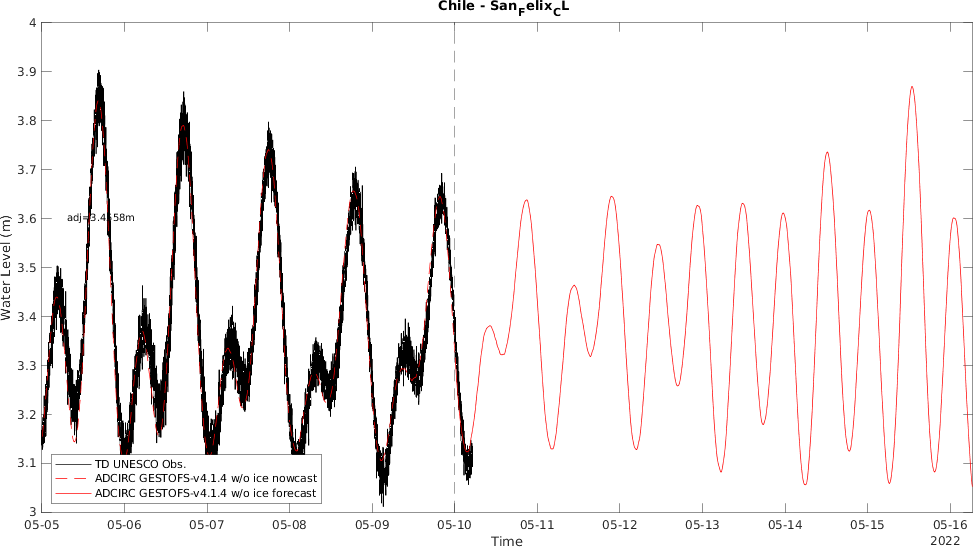 Chile - SanFelixCL
4
3.9
3.8
3.7
3.6
3.5
3.4
3.3
3.2
3.1
3
Water Level (m)
adj=3.4558m
TD UNESCO Obs.
ADCIRC GESTOFS-v4.1.4 w/o ice nowcast
ADCIRC GESTOFS-v4.1.4 w/o ice forecast
05-05 05-06 05-07 05-08 05-09 05-10 05-11 05-12 05-13 05-14 05-15 05-16
Time
2022